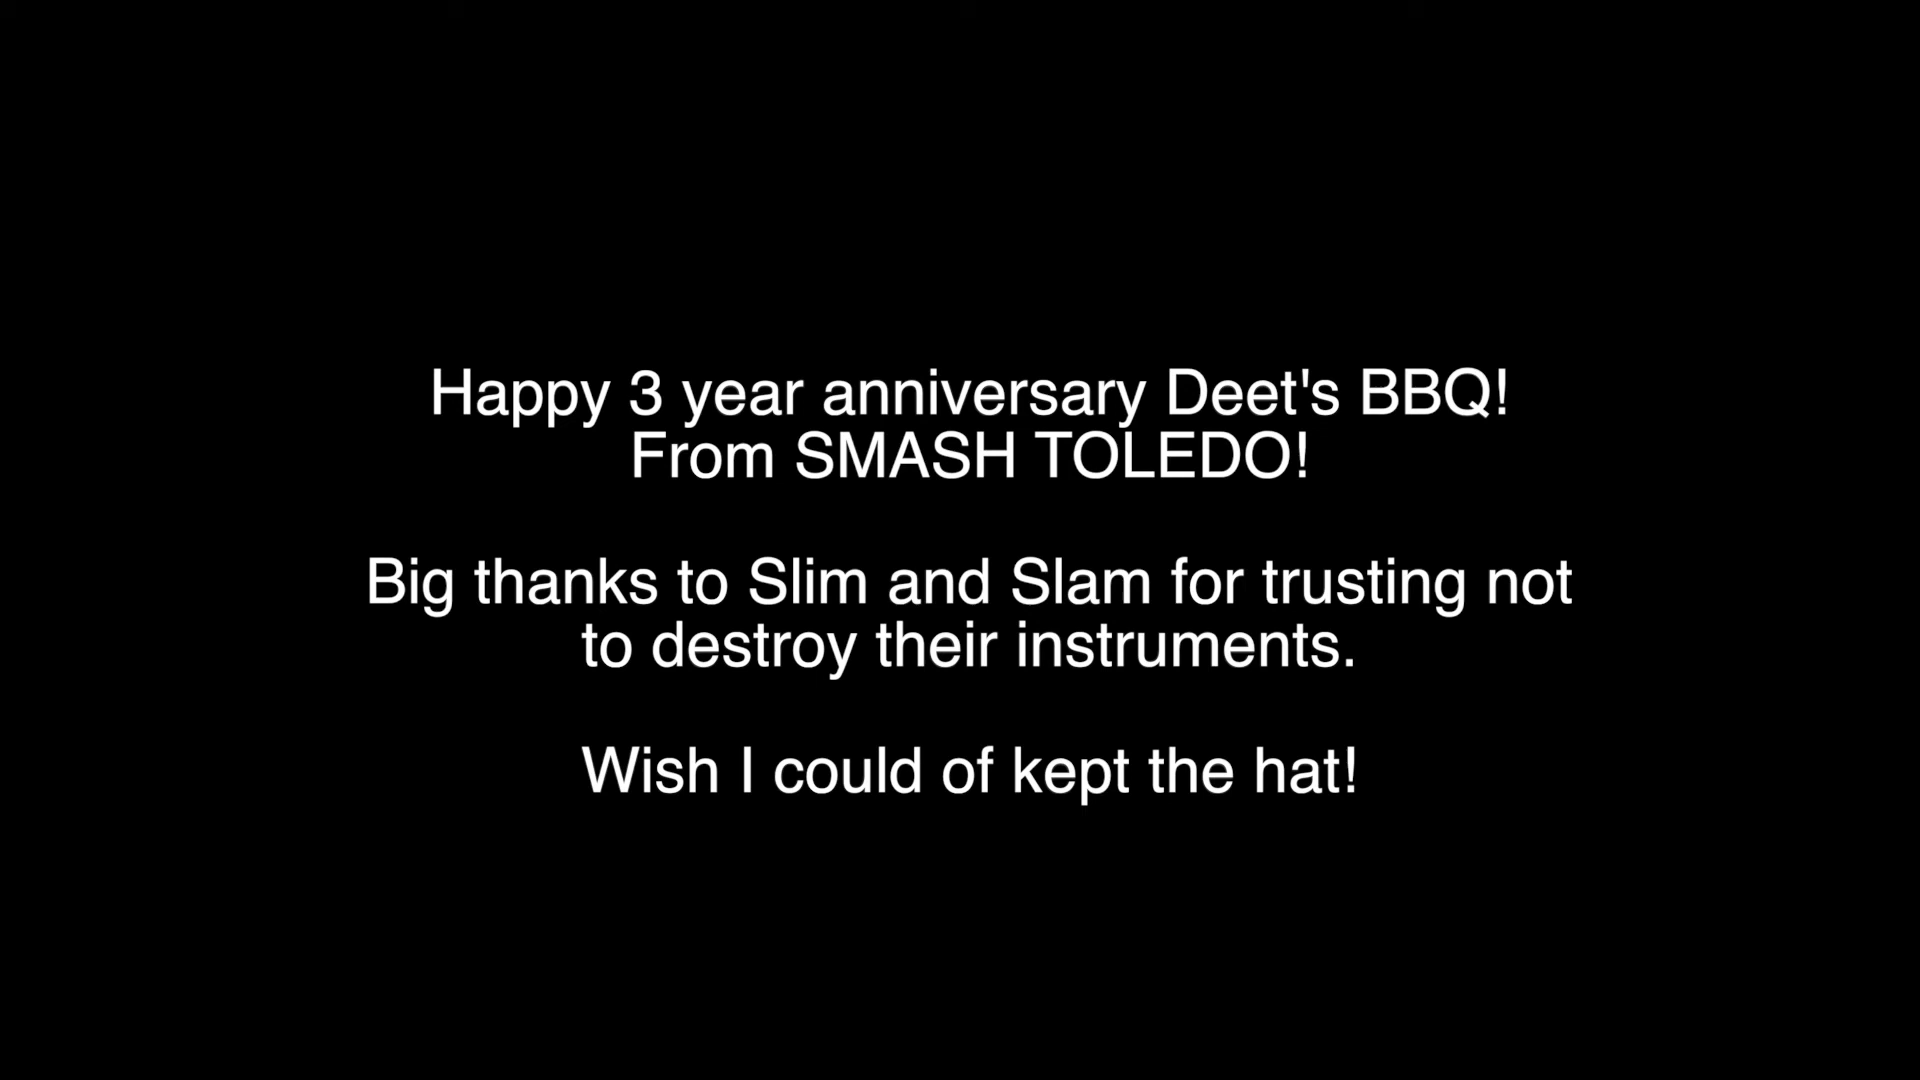 Happy 3 year anniversary Deet's BBQ!
From SMASH TOLEDO!
Big thanks to Slim and Slam for trusting not
to destroy their instruments.
Wish I could of kept the hat!